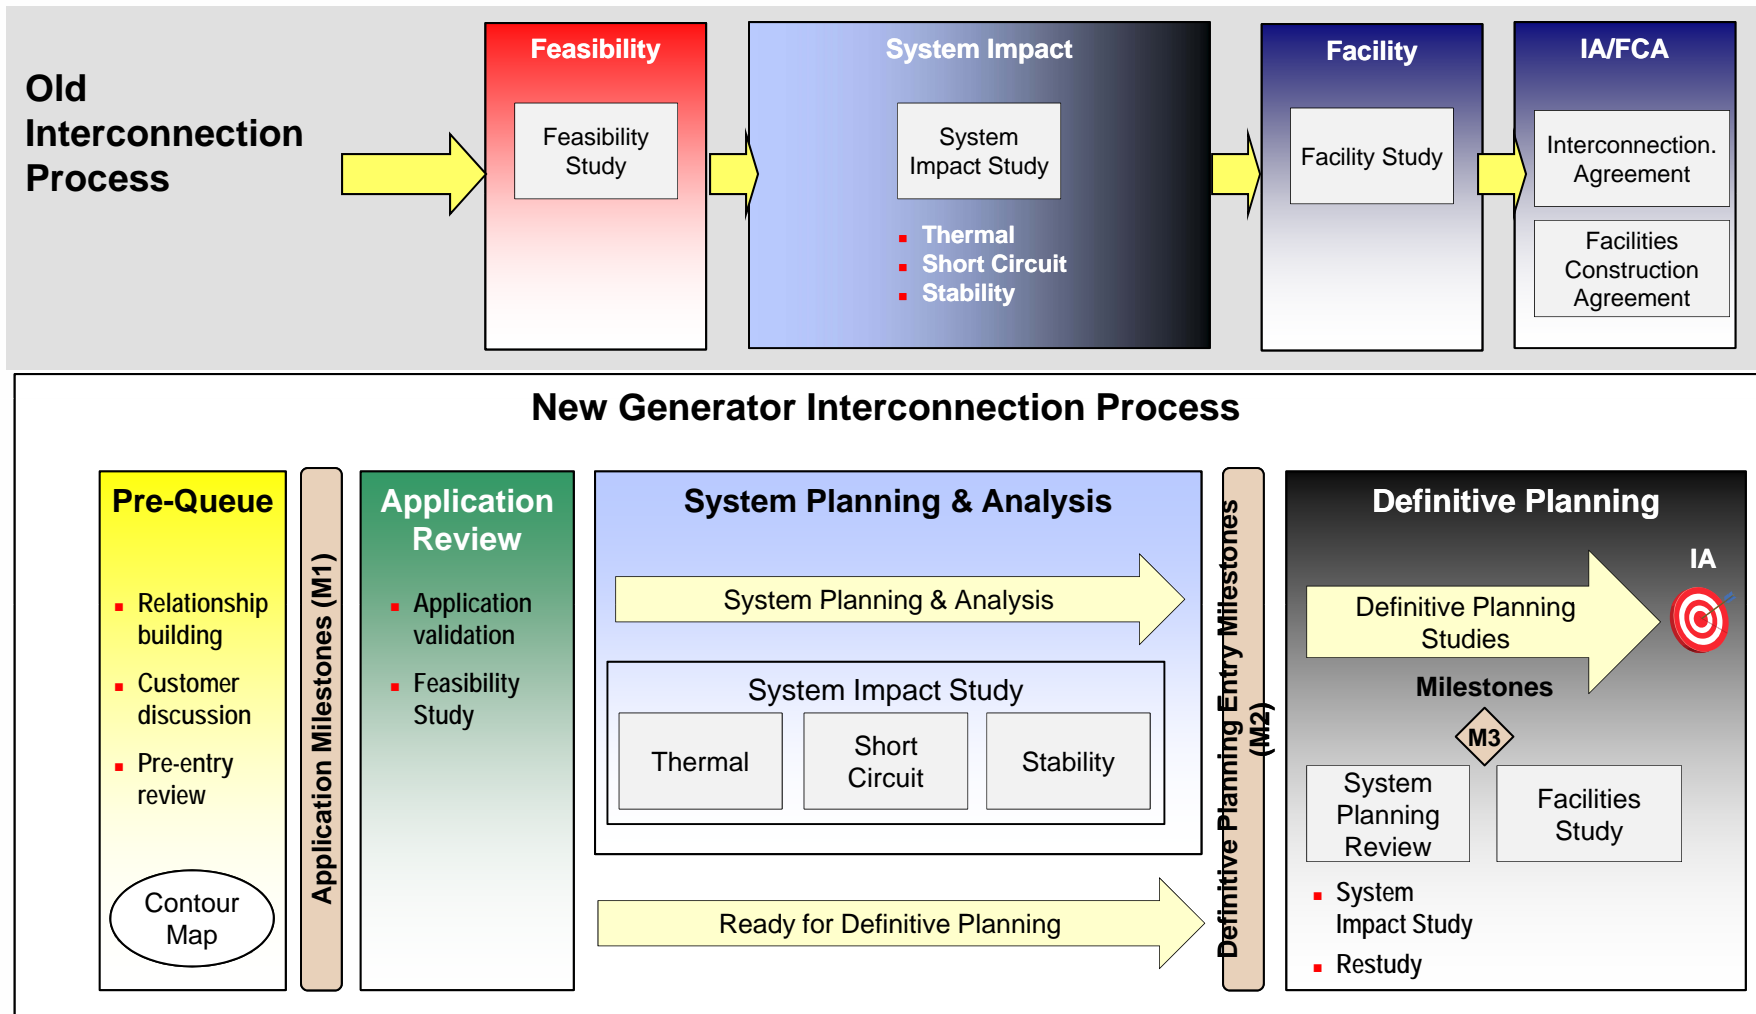 Old
Interconnection
Process
Feasibility
Feasibility
Study
System Impact
System
Impact Study
Thermal
Short Circuit
Stability
Facility
Facility Study
IA/FCA
Interconnection.
Agreement
Facilities
Construction
Agreement
New Generator Interconnection Process
Pre-Queue
Relationship
building
Customer
discussion
Pre-entry
review
Contour
Map
Application Milestones (M1)
Application
Review
Application
validation
Feasibility
Study
System Planning & Analysis
System Planning & Analysis
System Impact Study
Thermal
Short
Circuit
Stability
Ready for Definitive Planning
Definitive Planning Entry Milestones
(M2)
Definitive Planning
IA
Definitive Planning
Studies
Milestones
M3
System
Planning
Review
Facilities
Study
System
Impact Study
Restudy